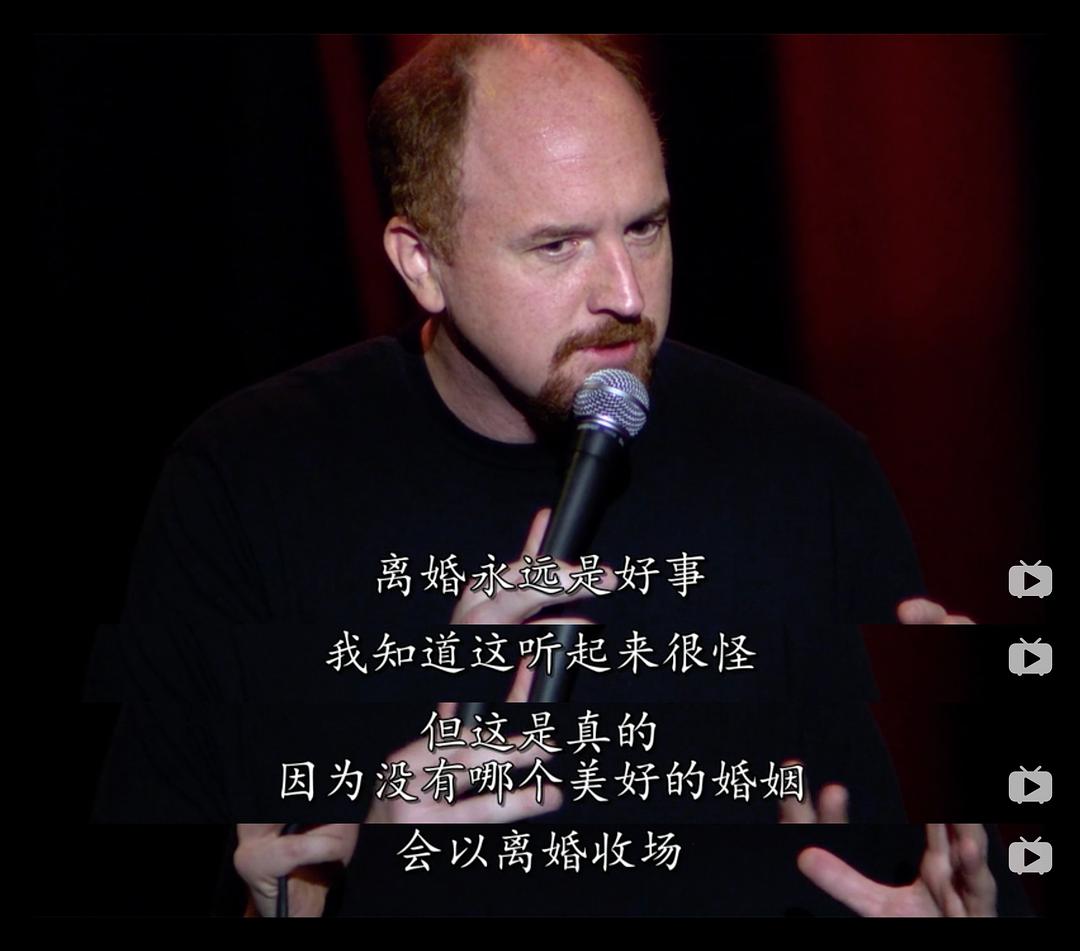 离婚永远是好事
我知道这听起来很怪
但这是真的
因为没有哪个美好的婚姻
会以离婚收场